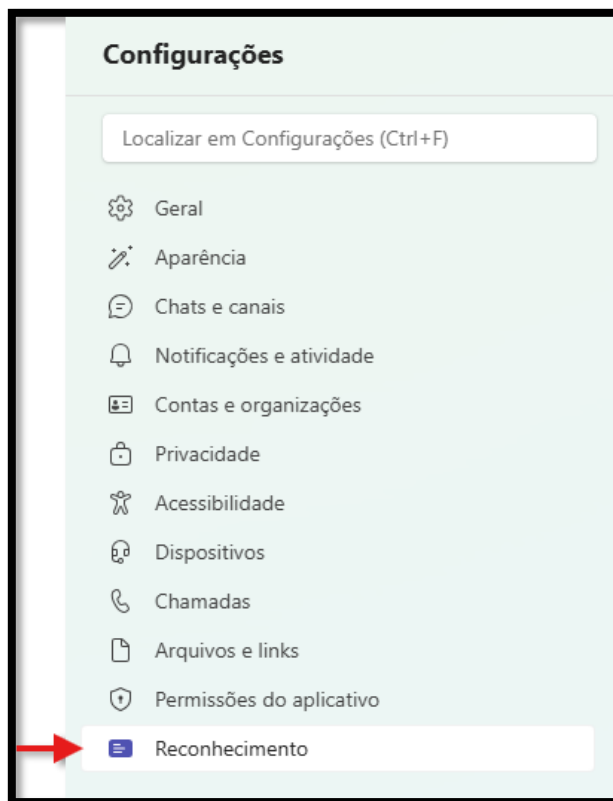 Configurações
Localizar em Configurações (Ctrl+F)
Geral
Aparência
Chats e canais
Notificações e atividade
Contas e organizações
Privacidade
Acessibilidade
Dispositivos
Chamadas
Arquivos e links
Permissões do aplicativo
Reconhecimento